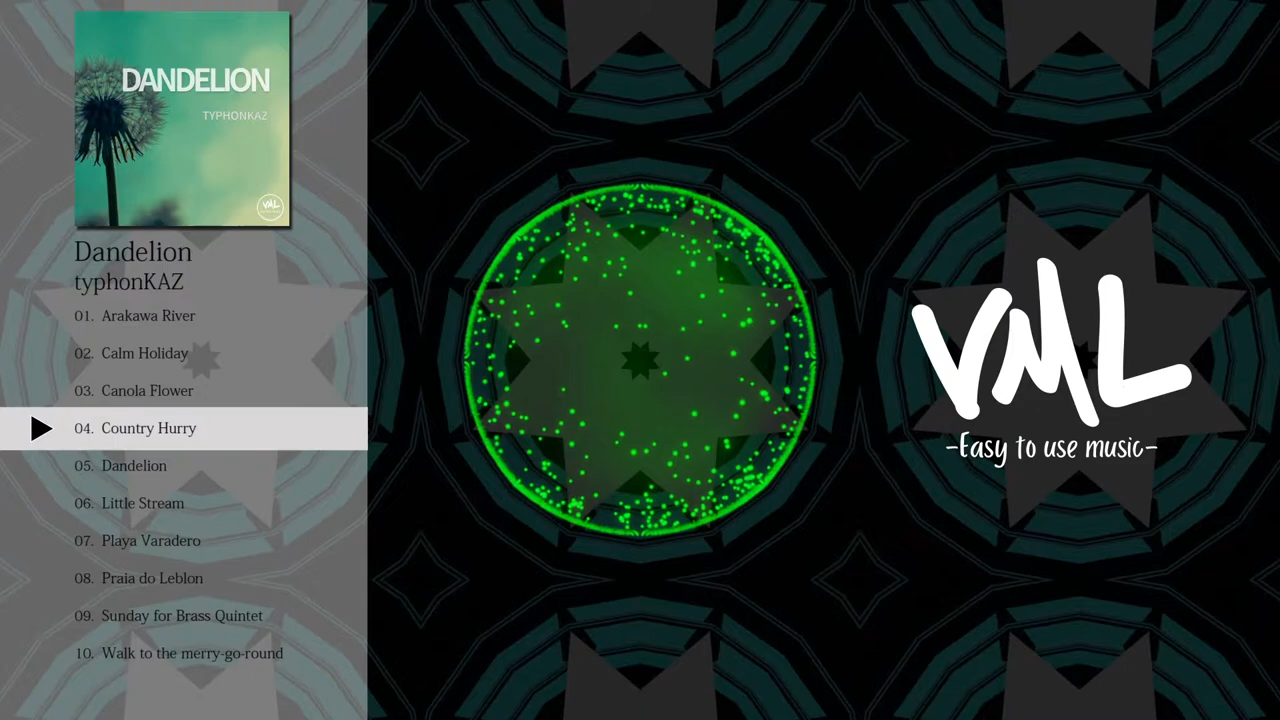 DANDELION
TYPHONKAZ
VML
Dandelion
typhonKAZ
01. Arakawa River
02. Calm Holiday
03. Canola Flower
04. Country Hurry
05. Dandelion
06. Little Stream
07. Playa Varadero
08. Praia do Leblon
09. Sunday for Brass Quintet
10. Walk to the merry-go-round
VML
-Easy to use music-